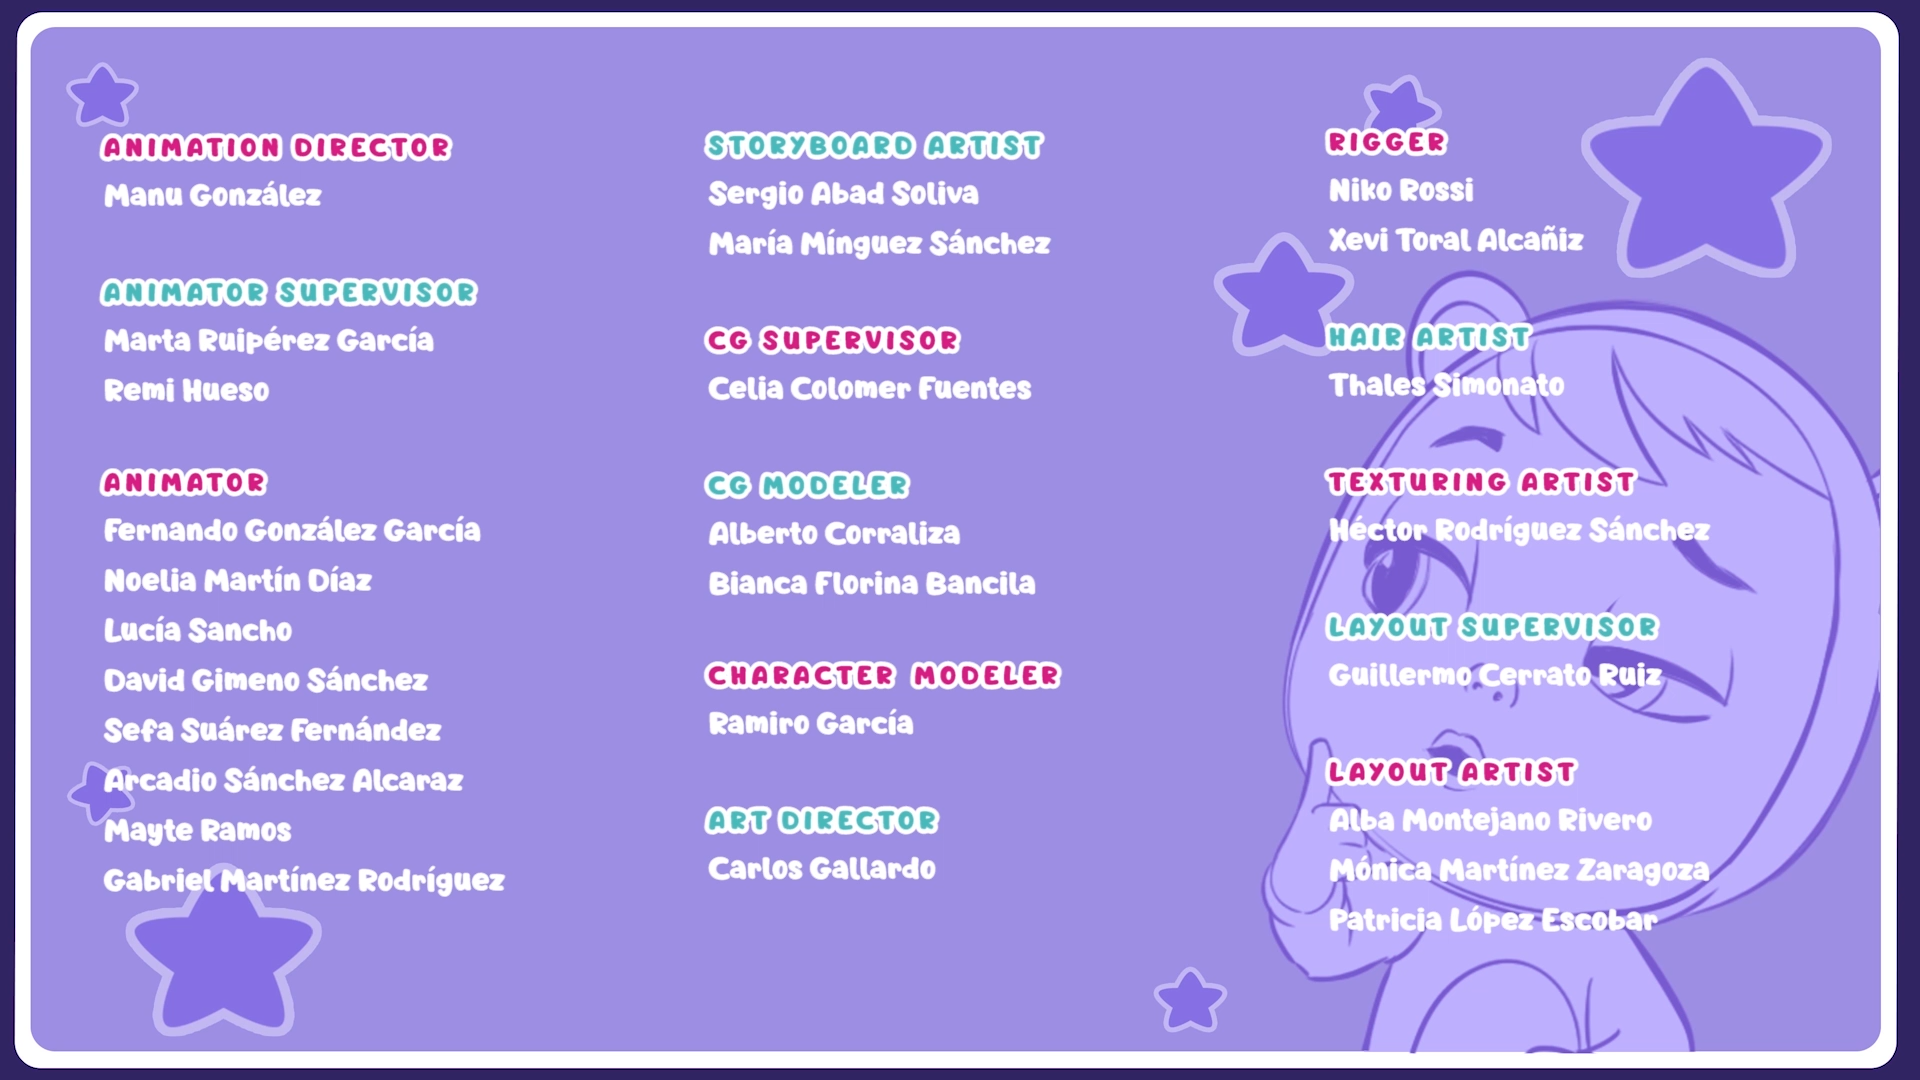 ANIMATION DIRECTOR
Manu González
ANIMATOR SUPERVISOR
Marta Ruipérez García
Remi Hueso
ANIMATOR
Fernando González García
Noelia Martín Díaz
Lucía Sancho
David Gimeno Sánchez
Sefa Suárez Fernández
Arcadio Sánchez Alcaraz
Mayte Ramos
Gabriel Martínez Rodríguez
STORYBOARD ARTIST
Sergio Abad Soliva
María Mínguez Sánchez
CG SUPERVISOR
Celia Colomer Fuentes
CG MODELER
Alberto Corraliza
Bianca Florina Bancila
CHARACTER MODELER
Ramiro García
ART DIRECTOR
Carlos Gallardo
RIGGER
Niko Rossi
Xevi Toral Alcañiz
HAIR ARTIST
Thales Simonato
TEXTURING ARTIST
Héctor Rodríguez Sánchez
LAYOUT SUPERVISOR
Guillermo Cerrato Ruiz
LAYOUT ARTIST
Alba Montejano Rivero
Mónica Martínez Zaragoza
Patricia López Escobar